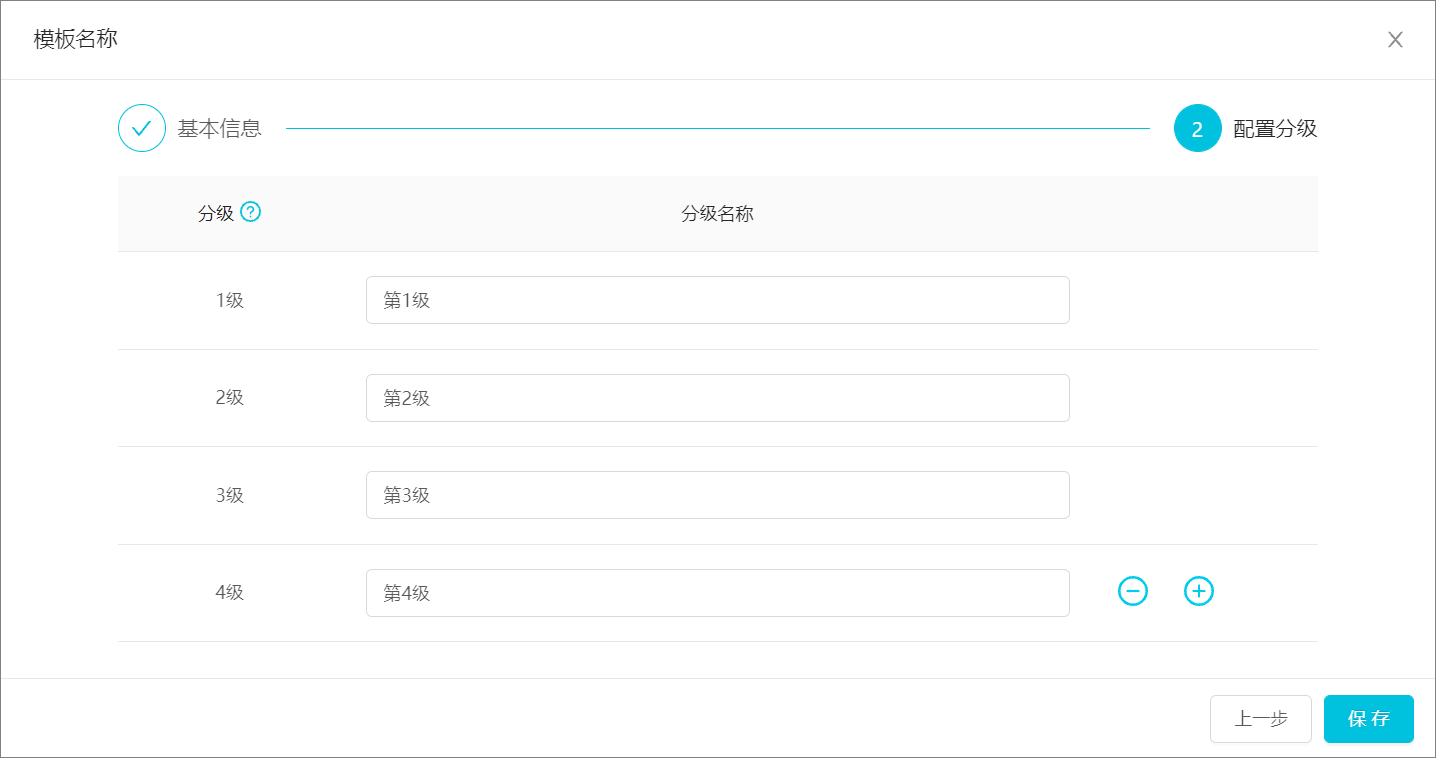 模板名称
基本信息
2 配置分级
分级 ? 分级名称
1级 第1级
2级 第2级
3级 第3级
4级 第4级
上一步 保 存